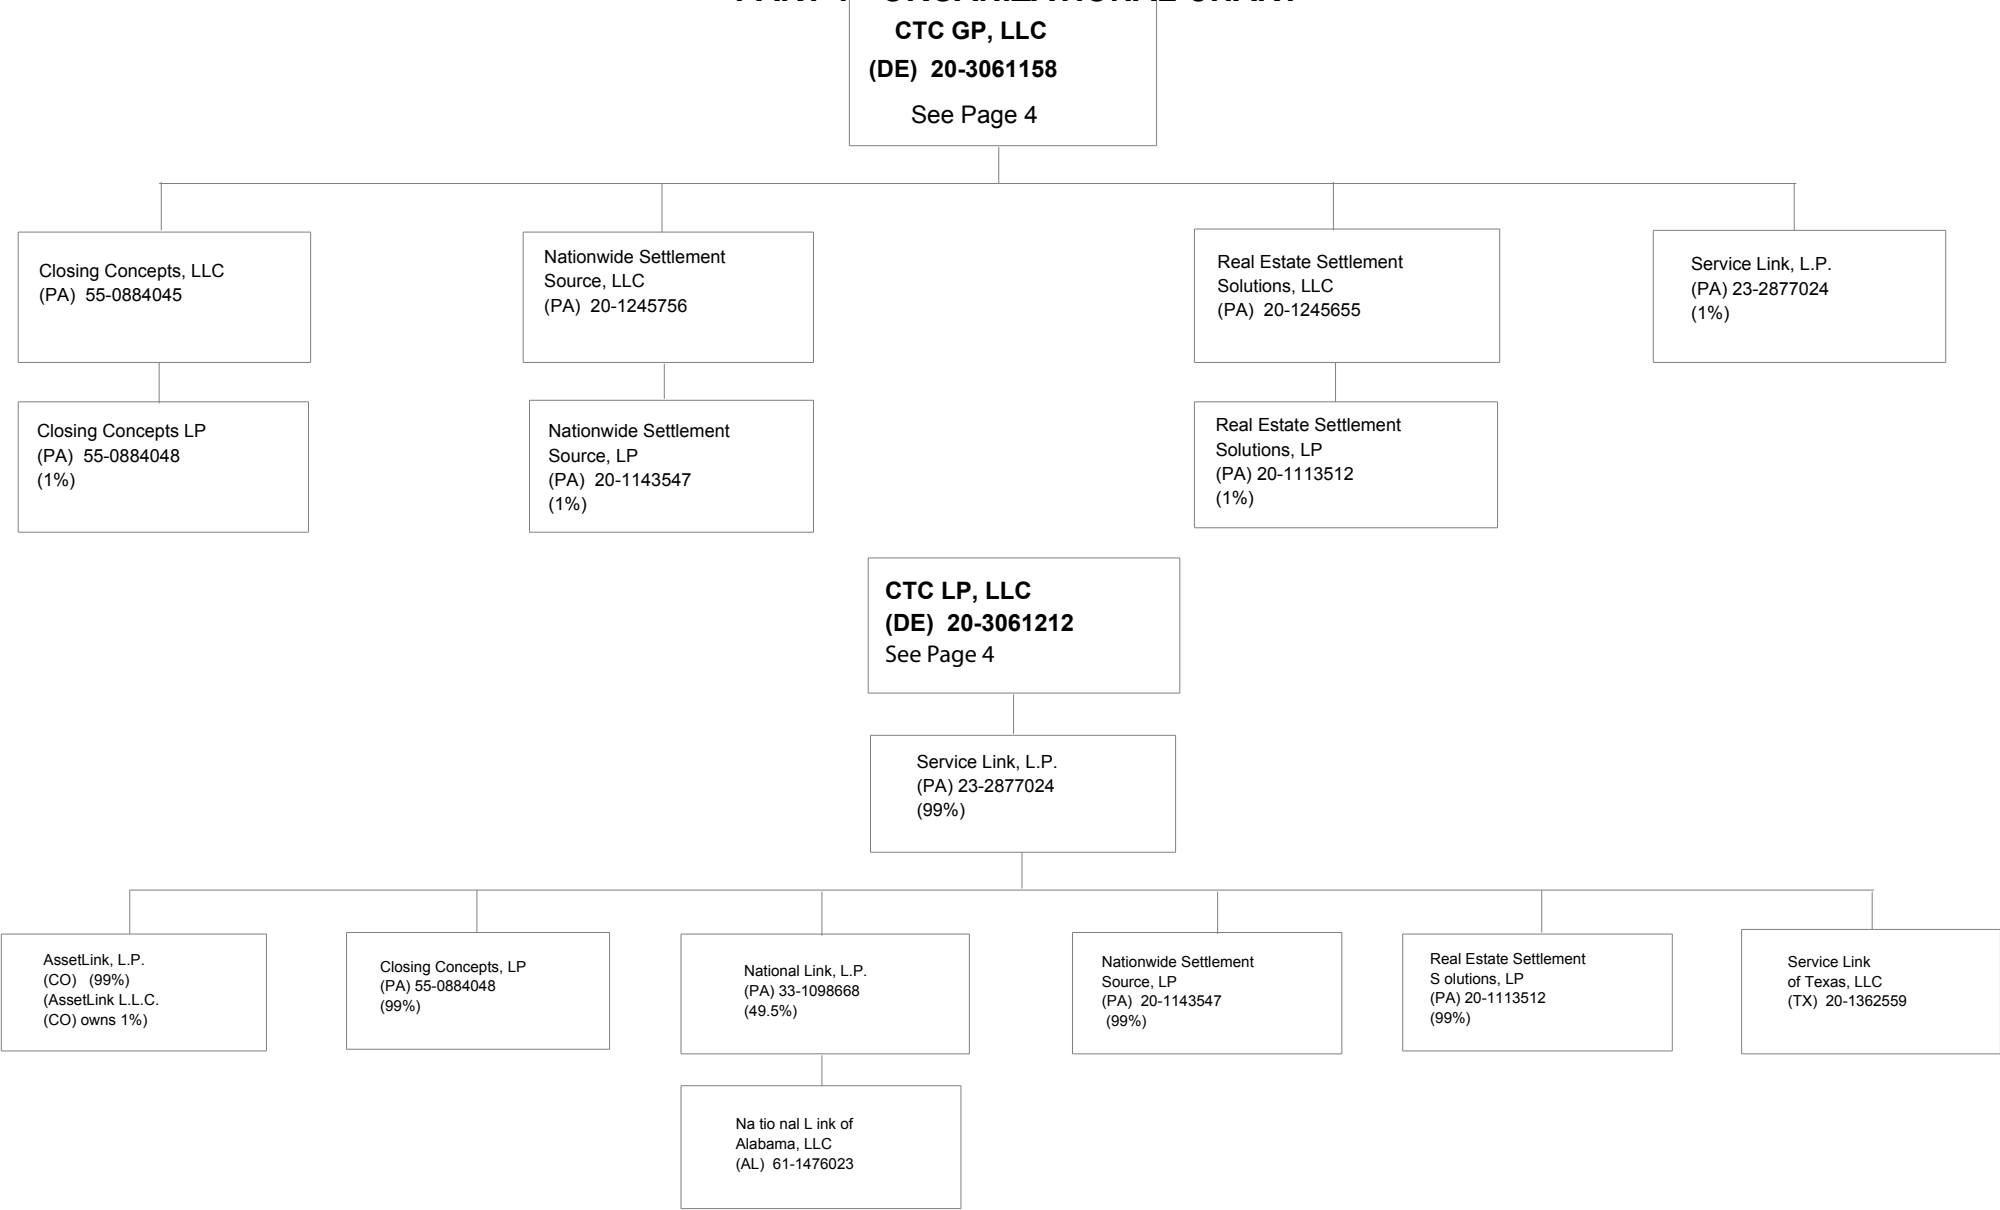 CTC GP, LLC
(DE) 20-3061158
See Page 4
Closing Concepts, LLC
(PA) 55-0884045
Nationwide Settlement
Source, LLC
(PA) 20-1245756
Real Estate Settlement
Solutions, LLC
(PA) 20-1245655
Service Link, L.P.
(PA) 23-2877024
(1%)
Closing Concepts LP
(PA) 55-0884048
(1%)
Nationwide Settlement
Source, LP
(PA) 20-1143547
(1%)
Real Estate Settlement
Solutions, LP
(PA) 20-1113512
(1%)
CTC LP, LLC
(DE) 20-3061212
See Page 4
Service Link, L.P.
(PA) 23-2877024
(99%)
AssetLink, L.P.
(CO) (99%)
(AssetLink L.L.C.
(CO) owns 1%)
Closing Concepts, LP
(PA) 55-0884048
(99%)
National Link, L.P.
(PA) 33-1098668
(49.5%)
Nationwide Settlement
Source, LP
(PA) 20-1143547
(99%)
Real Estate Settlement
S olutions, LP
(PA) 20-1113512
(99%)
Service Link
of Texas, LLC
(TX) 20-1362559
Na tio nal L ink of
Alabama, LLC
(AL) 61-1476023